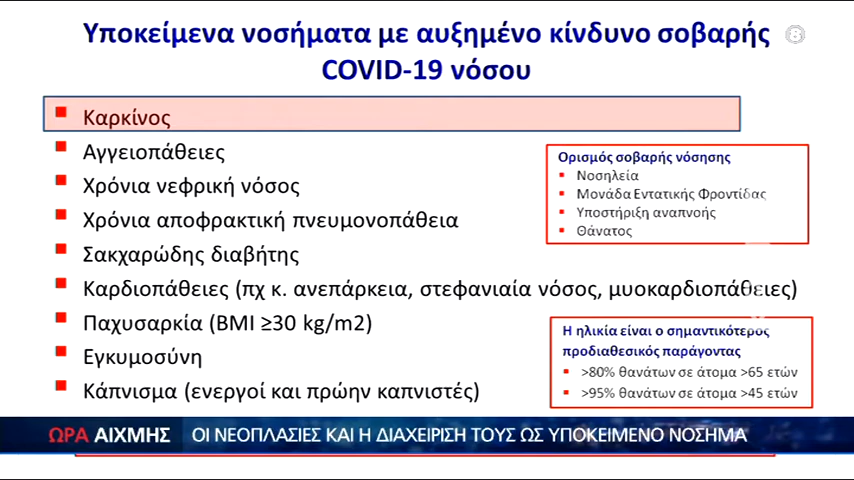 Υποκείμενα νοσήματα με αυξημένο κίνδυνο σοβαρής
COVID-19 νόσου
Καρκίνος
Αγγειοπάθειες
Χρόνια νεφρική νόσος
Χρόνια αποφρακτική πνευμονοπάθεια
Σακχαρώδης διαβήτης
Καρδιοπάθειες (πχ κ. ανεπάρκεια, στεφανιαία νόσος, μυοκαρδιοπάθειες)
Παχυσαρκία (BMI ≥30 kg/m2)
Εγκυμοσύνη
Κάπνισμα (ενεργοί και πρώην καπνιστές)
Ορισμός σοβαρής νόσησης
Νοσηλεία
Μονάδα Εντατικής Φροντίδας
Υποστήριξη αναπνοής
Θάνατος
Η ηλικία είναι ο σημαντικότερος
προδιαθεσικός παράγοντας
>80% θανάτων σε άτομα >65 ετών
>95% θανάτων σε άτομα >45 ετών
ΩΡΑ ΑΙΧΜΗΣ ΟΙ ΝΕΟΠΛΑΣΙΕΣ ΚΑΙ Η ΔΙΑΧΕΙΡΙΣΗ ΤΟΥΣ ΩΣ ΥΠΟΚΕΙΜΕΝΟ ΝΟΣΗΜΑ